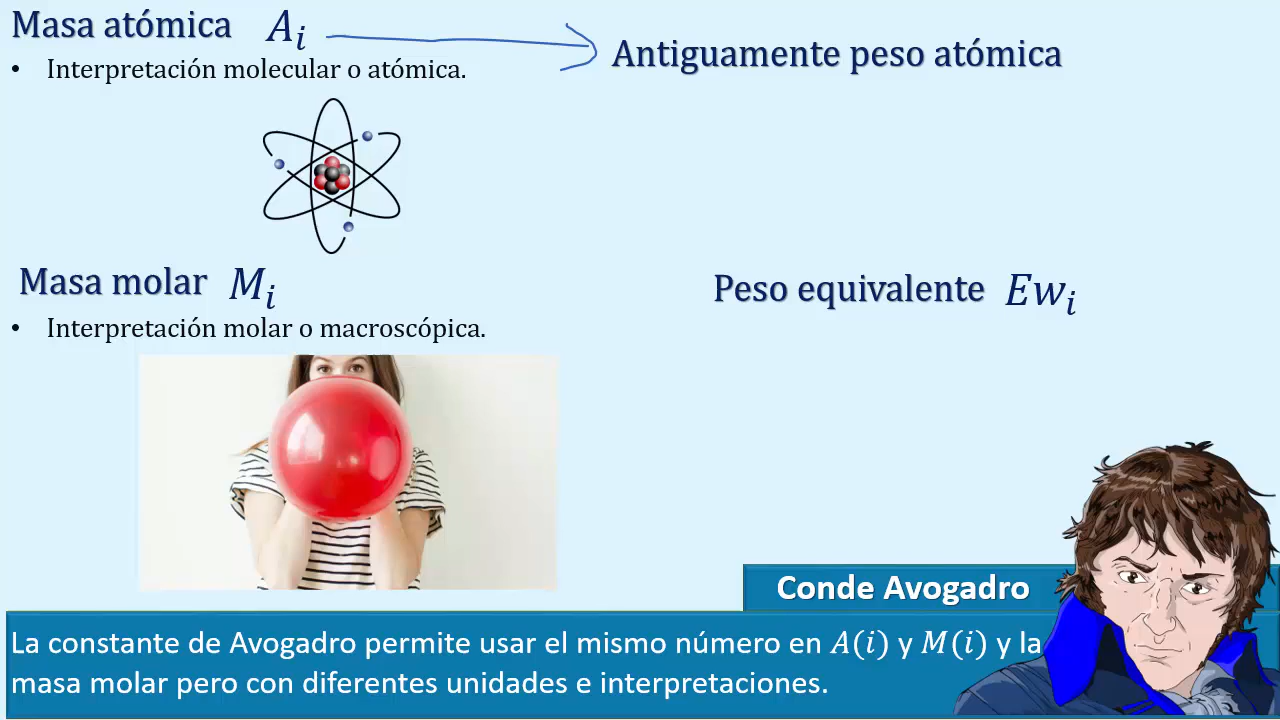 Masa atómica A_i
Antiguamente peso atómica
• Interpretación molecular o atómica.
Masa molar M_i
Peso equivalente Ew_i
• Interpretación molar o macroscópica.
Conde Avogadro
La constante de Avogadro permite usar el mismo número en A(i) y M(i) y la
masa molar pero con diferentes unidades e interpretaciones.